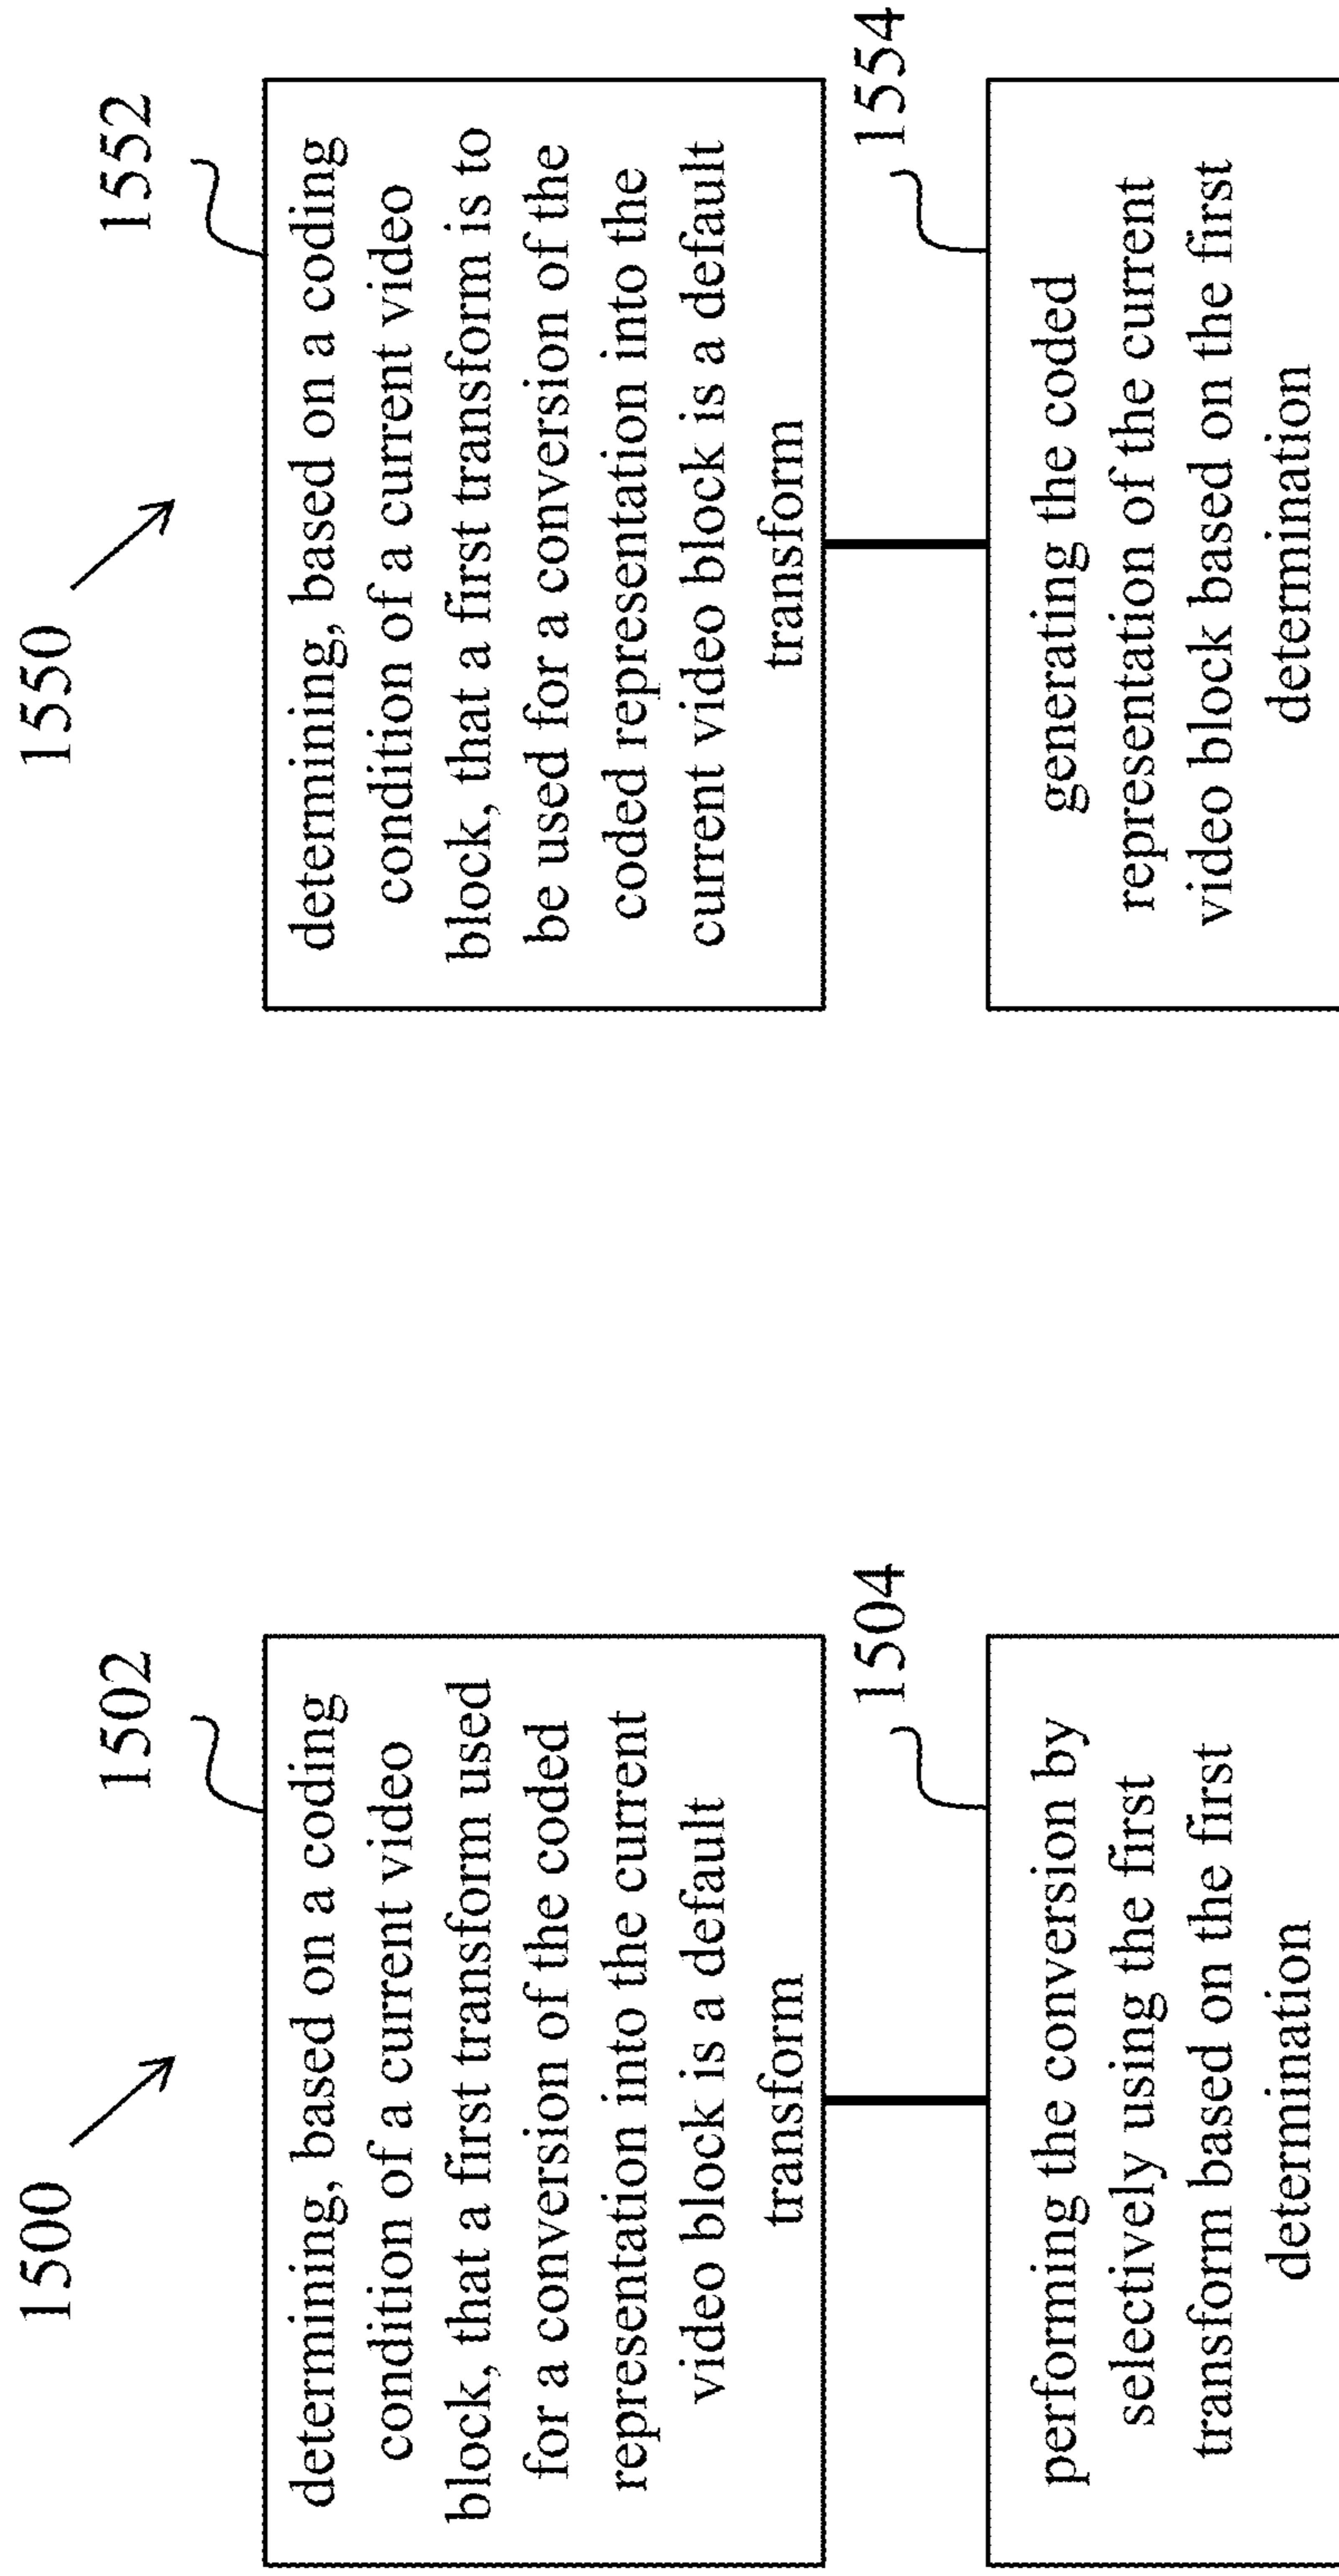 1500
1502
determining, based on a coding
condition of a current video
block, that a first transform used
for a conversion of the coded
representation into the current
video block is a default
transform
1504
performing the conversion by
selectively using the first
transform based on the first
determination
1550
1552
determining, based on a coding
condition of a current video
block, that a first transform is to
be used for a conversion of the
coded representation into the
current video block is a default
transform
1554
generating the coded
representation of the current
video block based on the first
determination